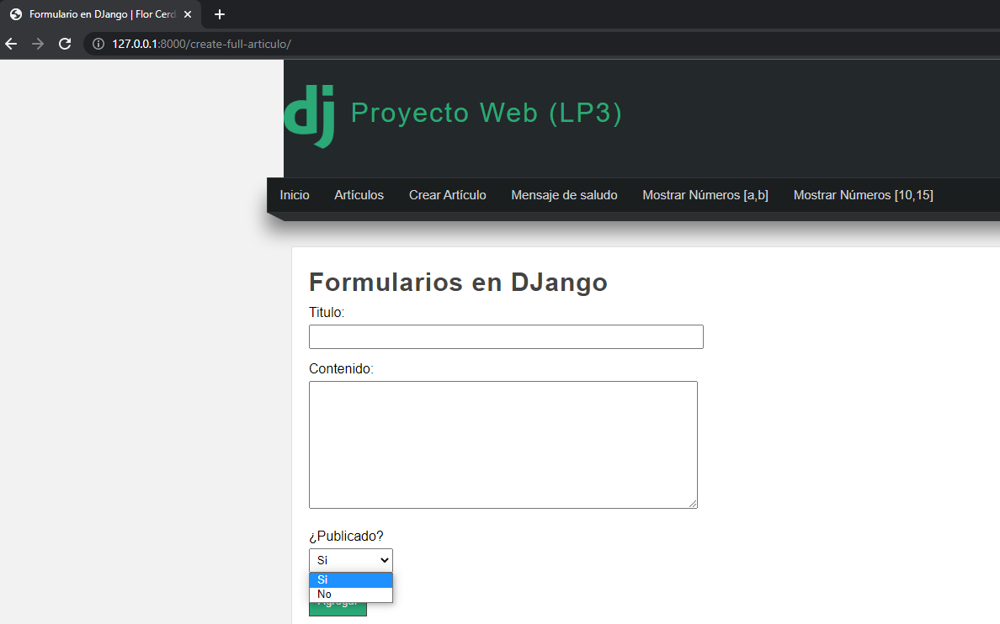 Formulario en DJango | Flor Cerd
127.0.0.1:8000/create-full-articulo/
dj Proyecto Web (LP3)
Inicio Artículos Crear Artículo Mensaje de saludo Mostrar Números [a,b] Mostrar Números [10,15]
Formularios en DJango
Titulo:
Contenido:
¿Publicado?
Si
Si
No
Agregar